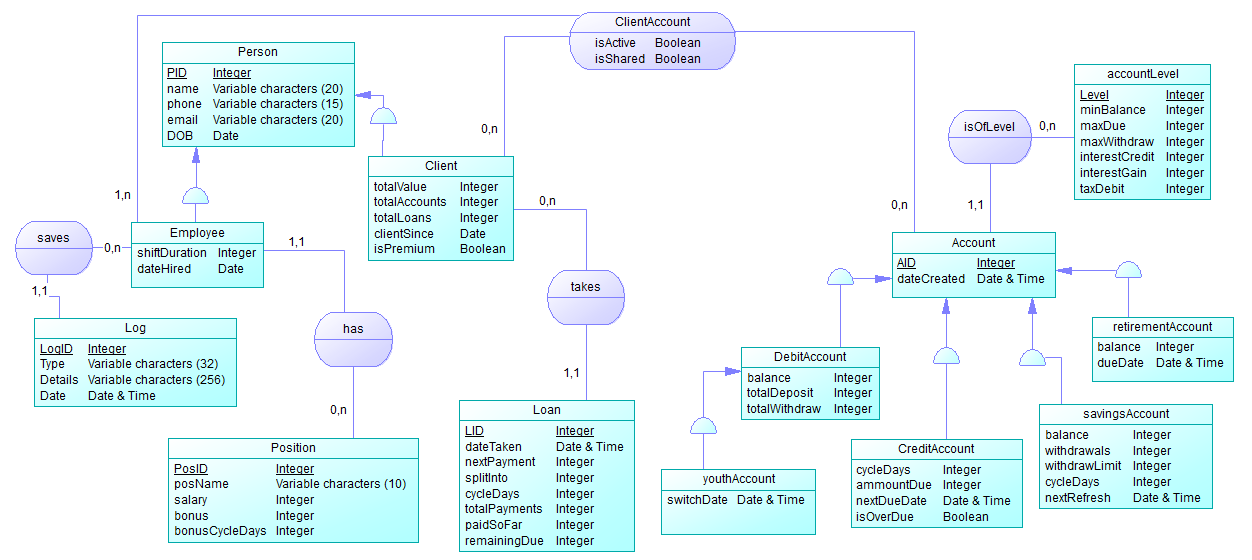 ClientAccount
isActive Boolean
isShared Boolean
Person
PID Integer
name Variable characters (20)
phone Variable characters (15)
email Variable characters (20)
DOB Date
accountLevel
Level Integer
minBalance Integer
maxDue Integer
maxWithdraw Integer
interestCredit Integer
interestGain Integer
taxDebit Integer
isOfLevel
0,n
0,n
Client
totalValue Integer
totalAccounts Integer
totalLoans Integer
clientSince Date
isPremium Boolean
1,n
0,n
0,n
1,1
saves
0,n
Employee
shiftDuration Integer
dateHired Date
1,1
Account
AID Integer
dateCreated Date & Time
1,1
takes
has
Log
LogID Integer
Type Variable characters (32)
Details Variable characters (256)
Date Date & Time
retirementAccount
balance Integer
dueDate Date & Time
DebitAccount
balance Integer
totalDeposit Integer
totalWithdraw Integer
1,1
0,n
Loan
LID Integer
dateTaken Date & Time
nextPayment Integer
splitInto Integer
cycleDays Integer
totalPayments Integer
paidSoFar Integer
remainingDue Integer
savingsAccount
balance Integer
withdrawals Integer
withdrawLimit Integer
cycleDays Integer
nextRefresh Date & Time
Position
PosID Integer
posName Variable characters (10)
salary Integer
bonus Integer
bonusCycleDays Integer
CreditAccount
cycleDays Integer
ammountDue Integer
nextDueDate Date & Time
isOverDue Boolean
youthAccount
switchDate Date & Time